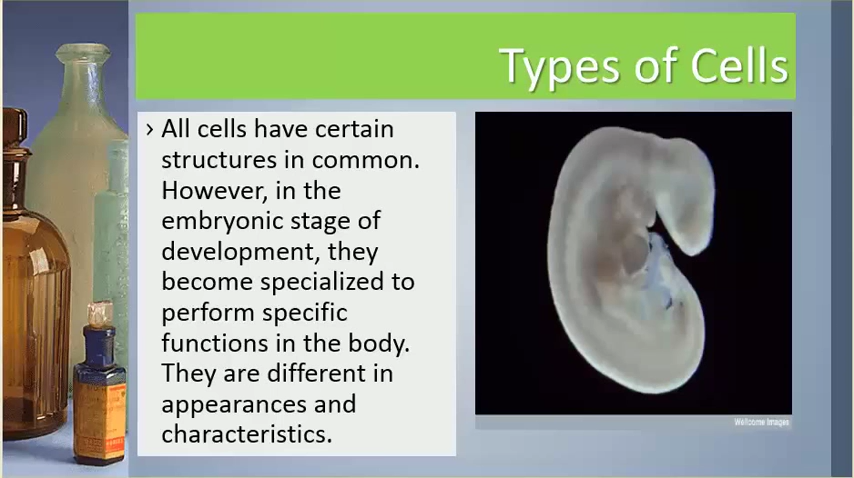 Types of Cells
› All cells have certain
structures in common.
However, in the
embryonic stage of
development, they
become specialized to
perform specific
functions in the body.
They are different in
appearances and
characteristics.
Wellcome Images